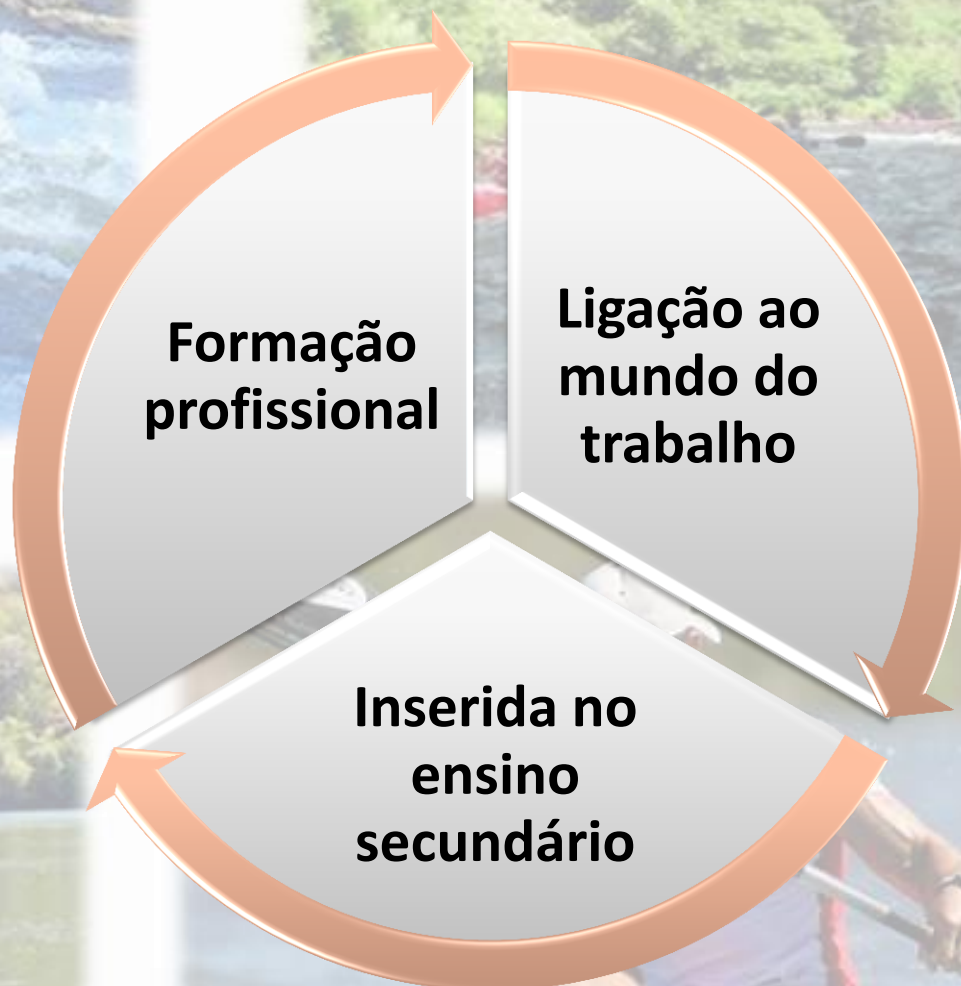 Formação
profissional
Ligação ao
mundo do
trabalho
Inserida no
ensino
secundário